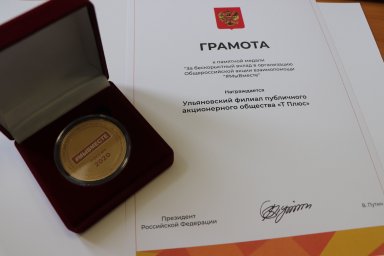 ГРАМОТА
к памятной медали
"За бескорыстный вклад в организацию
Общероссийской акции взаимопомощи
"#МыВместе"
Награждается
Ульяновский филиал публичного
акционерного общества «Т Плюс»
Президент
Российской Федерации
В. Путин
#МЫВМЕСТЕ
2020